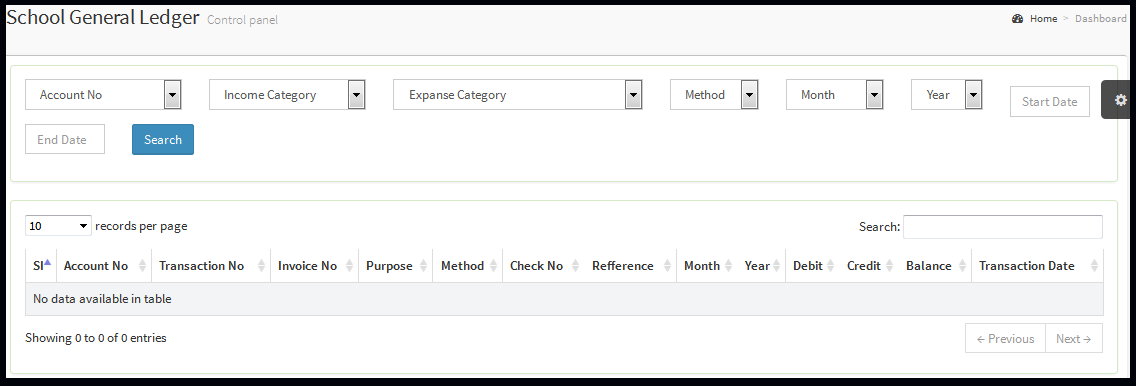 School General Ledger Control panel
Home > Dashboard
Account No Income Category Expanse Category Method Month Year Start Date
End Date Search
10 records per page Search:
Sl Account No Transaction No Invoice No Purpose Method Check No Refference Month Year Debit Credit Balance Transaction Date
No data available in table
Showing 0 to 0 of 0 entries
← Previous Next →